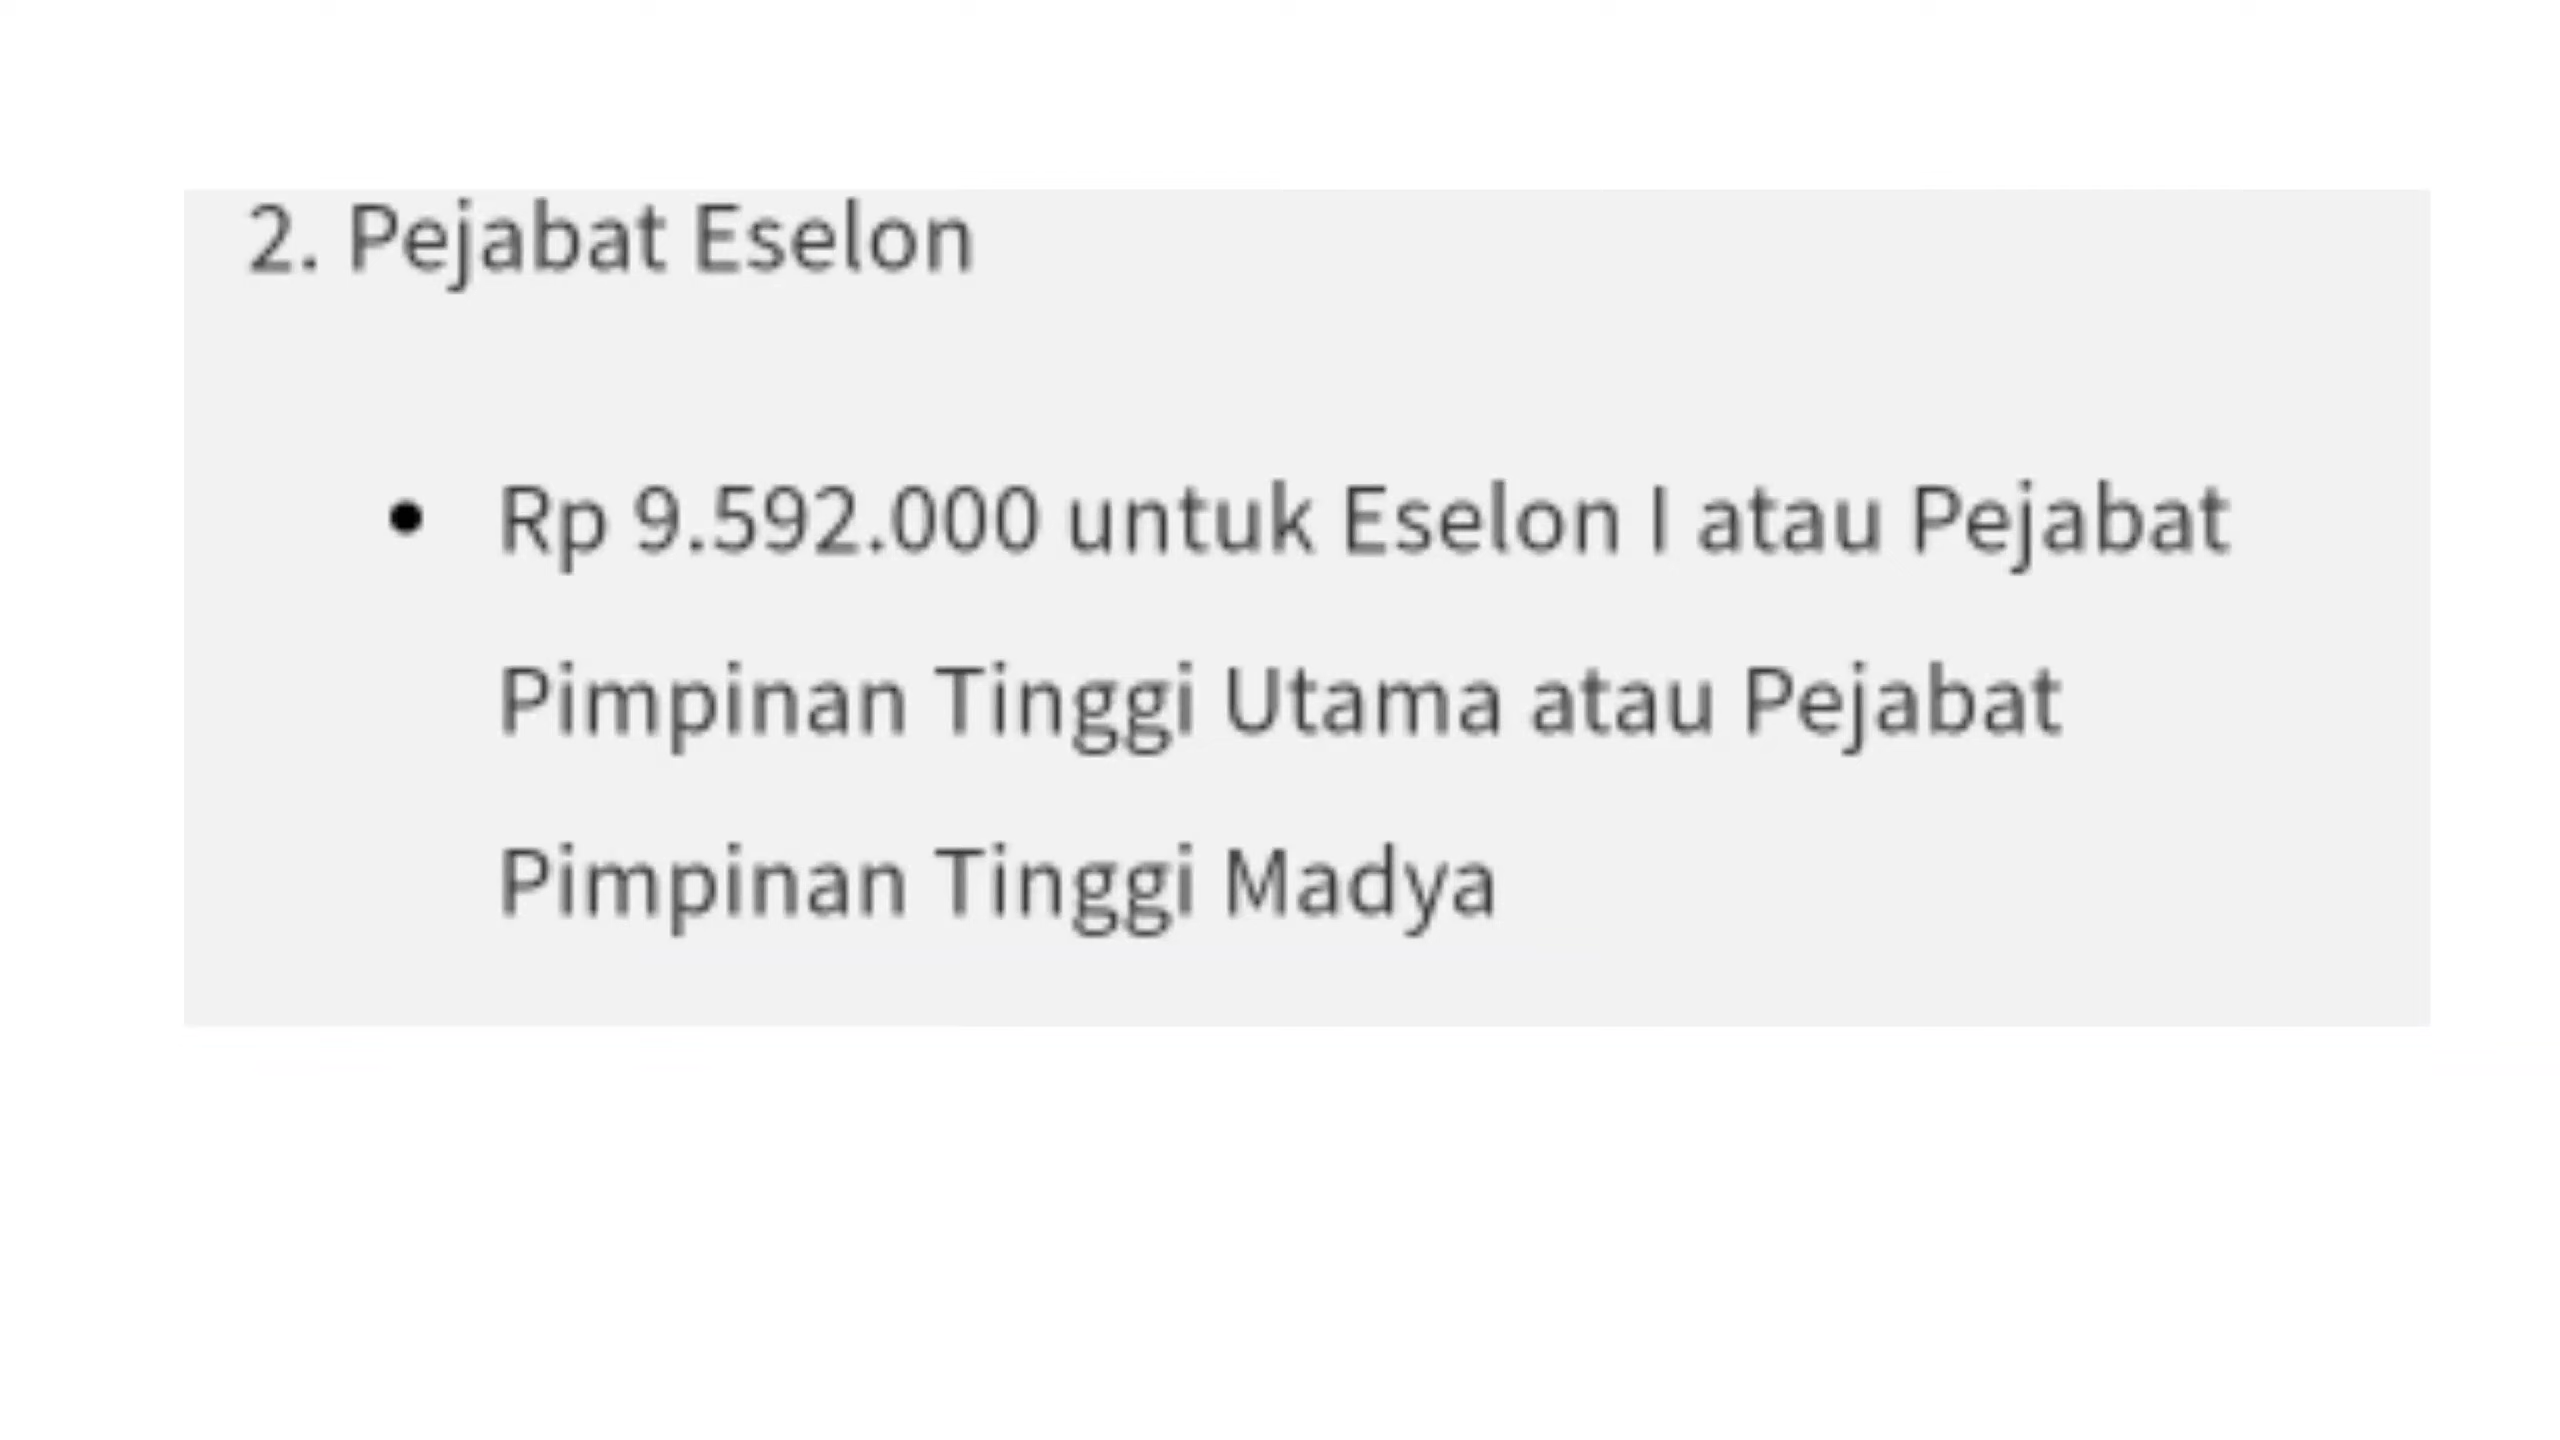 2. Pejabat Eselon
• Rp 9.592.000 untuk Eselon I atau Pejabat
Pimpinan Tinggi Utama atau Pejabat
Pimpinan Tinggi Madya